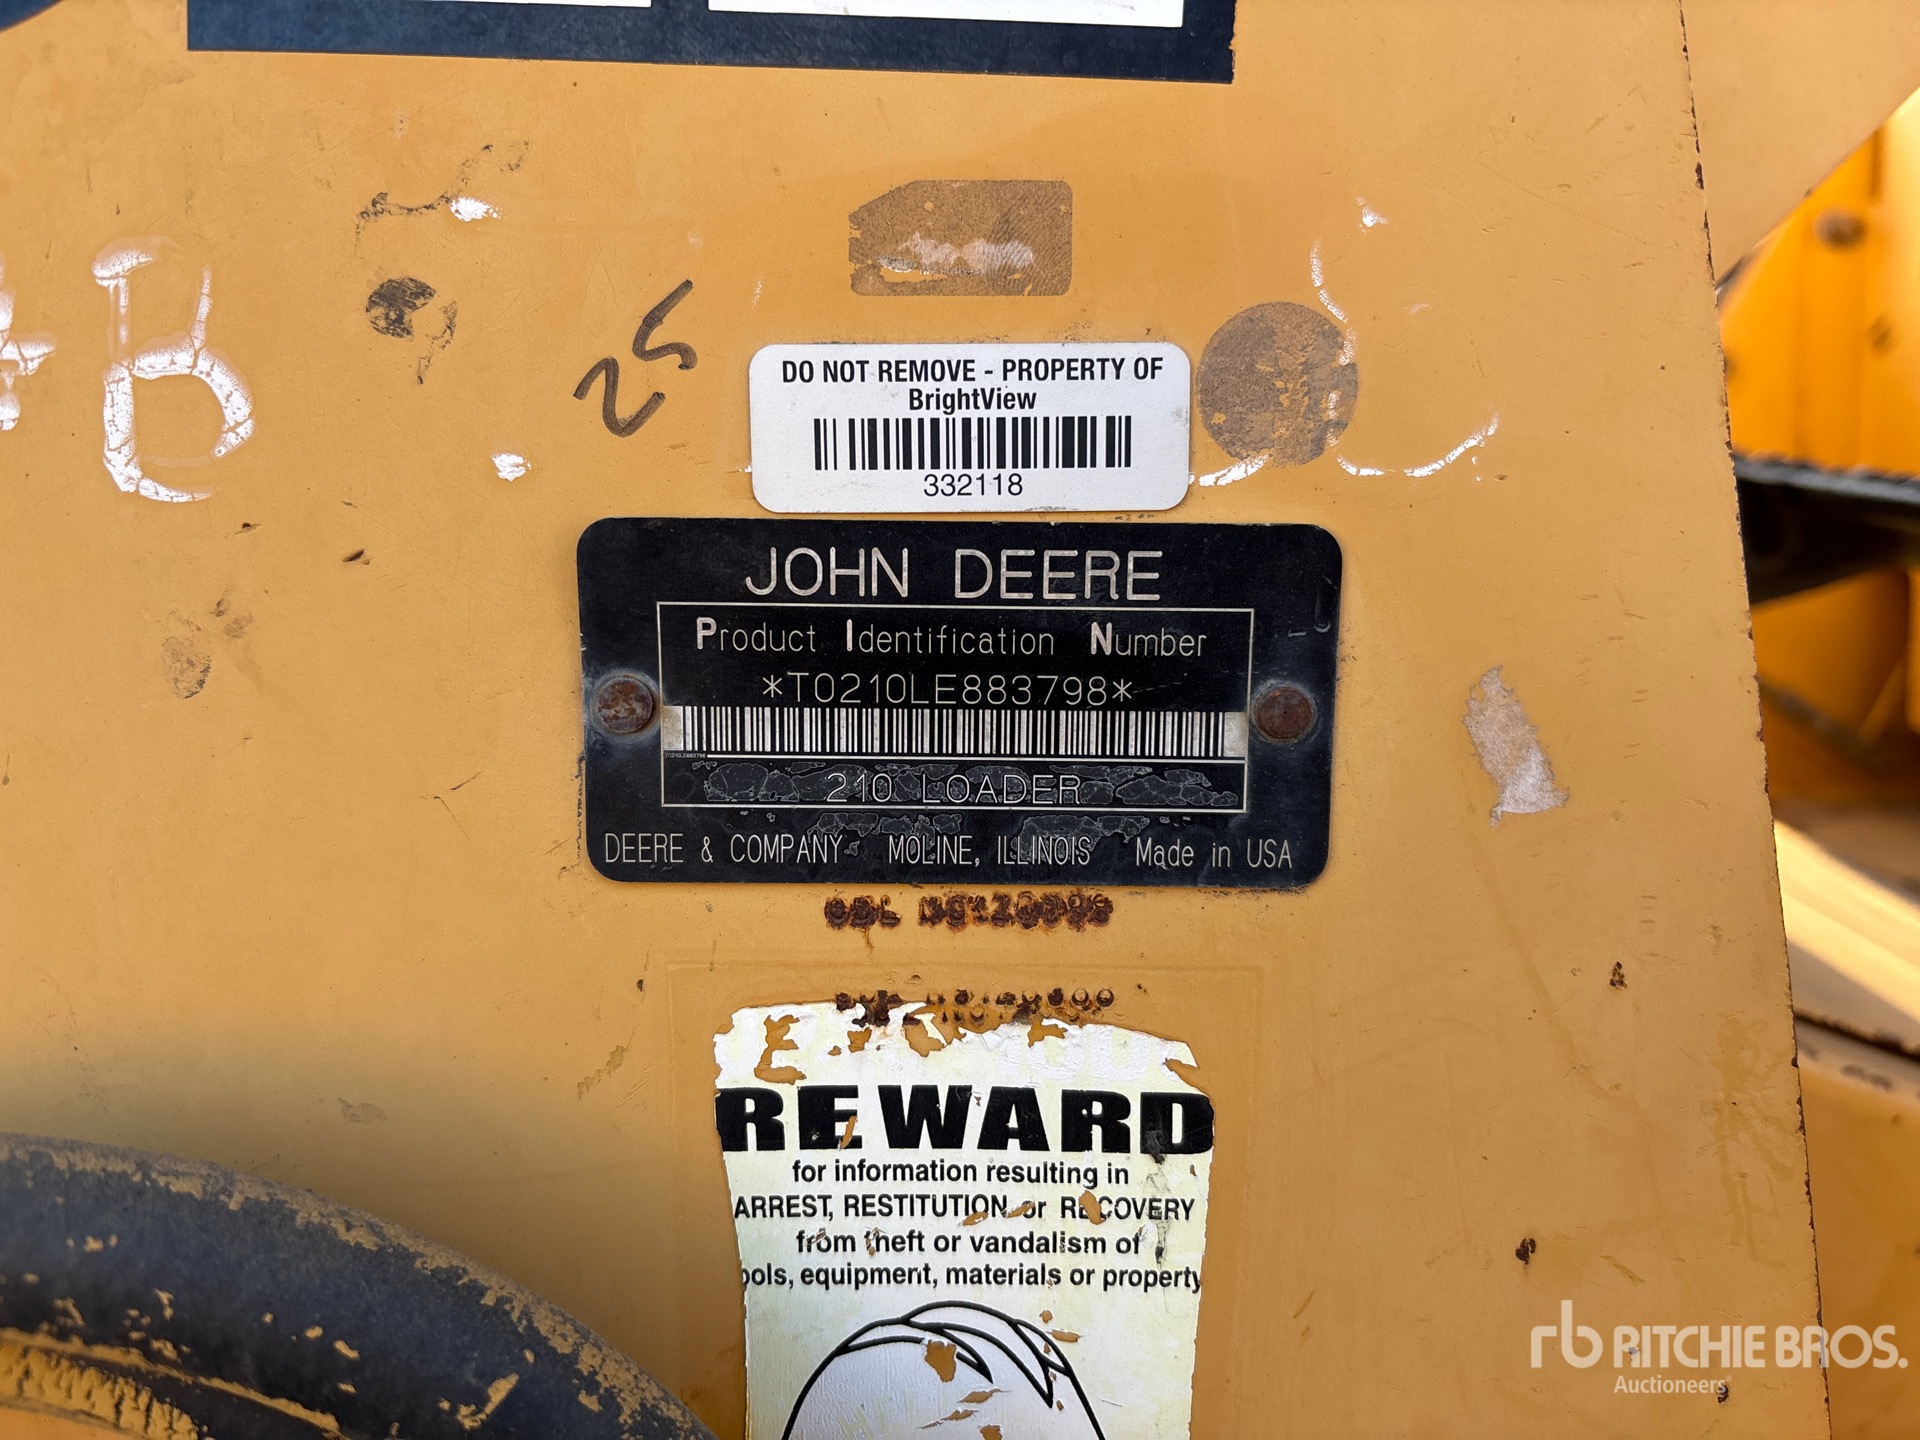 25
B
DO NOT REMOVE - PROPERTY OF
BrightView
332118
JOHN DEERE
Product Identification Number
*T0210LE883798*
T0210LE883798
210 LOADER
DEERE & COMPANY MOLINE, ILLINOIS Made in USA
REWARD
for information resulting in
ARREST, RESTITUTION or RECOVERY
from theft or vandalism of
ools, equipment, materials or property
rb RITCHIE BROS.
Auctioneers